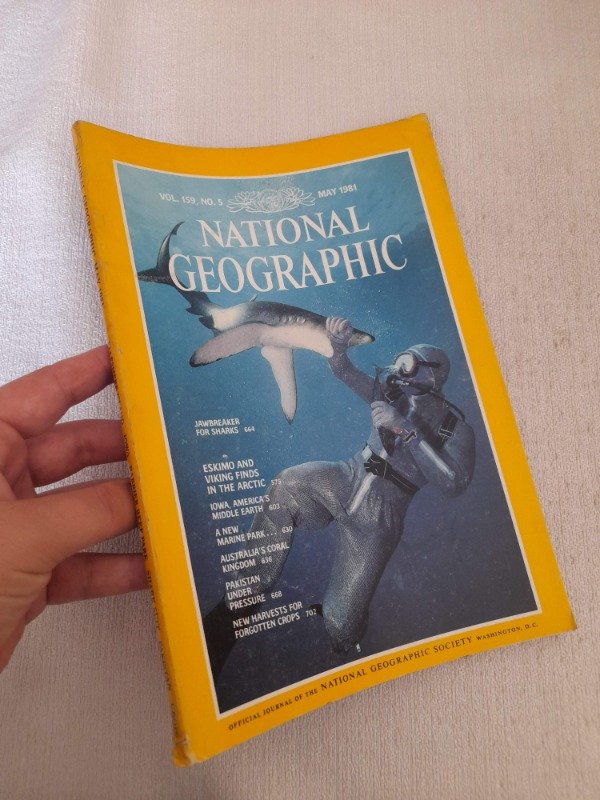 VOL. 159, NO. 5 MAY 1981
NATIONAL
GEOGRAPHIC
JAWBREAKER
FOR SHARKS 664
ESKIMO AND
VIKING FINDS
IN THE ARCTIC 575
IOWA, AMERICA'S
MIDDLE EARTH 603
A NEW
MARINE PARK... 630
AUSTRALIA'S CORAL
KINGDOM 636
PAKISTAN
UNDER
PRESSURE 668
NEW HARVESTS FOR
FORGOTTEN CROPS 702
OFFICIAL JOURNAL OF THE NATIONAL GEOGRAPHIC SOCIETY WASHINGTON, D.C.